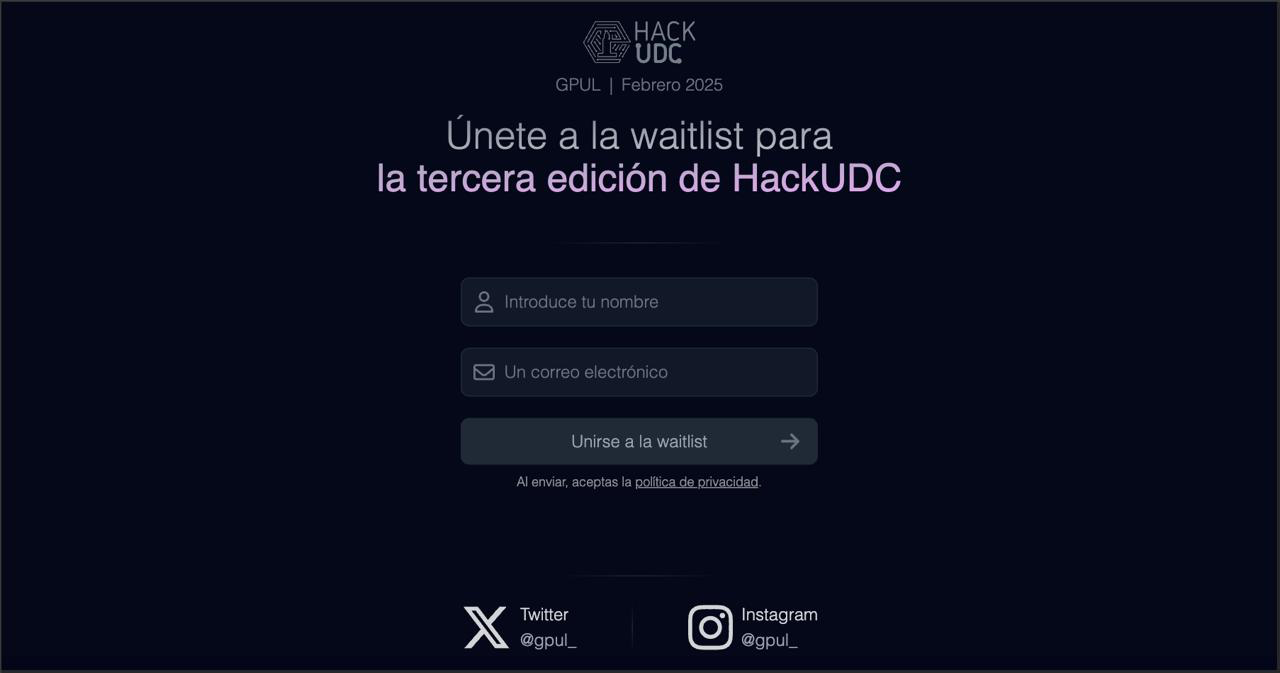 HACK
UDC
GPUL | Febrero 2025
Únete a la waitlist para
la tercera edición de HackUDC
Introduce tu nombre
Un correo electrónico
Unirse a la waitlist
Al enviar, aceptas la política de privacidad.
Twitter
@gpul_
Instagram
@gpul_